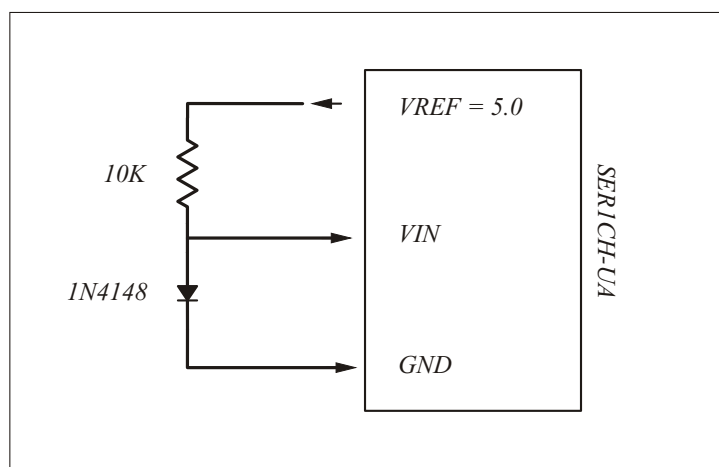 VREF = 5.0
10K
VIN
1N4148
GND
SER1CH-UA